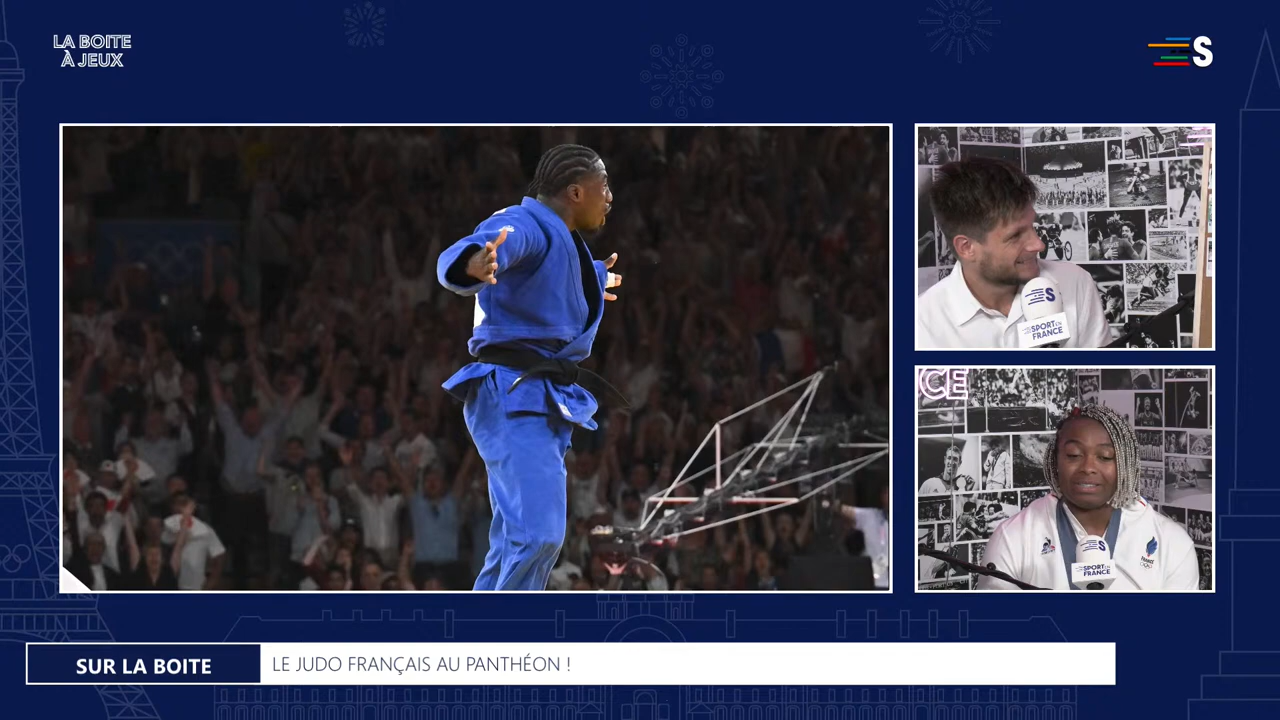 LA BOITE
À JEUX
S
S
SPORT EN
FRANCE
CE
S
SPORT EN
FRANCE
SUR LA BOITE
LE JUDO FRANÇAIS AU PANTHÉON !